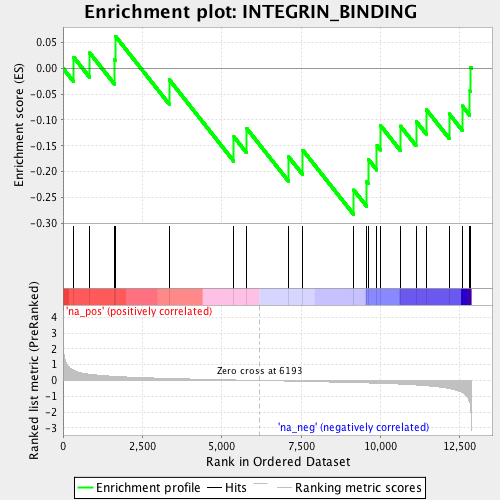 Enrichment plot: INTEGRIN_BINDING
Enrichment score (ES)
0.05
0.00
-0.05
-0.10
-0.15
-0.20
-0.25
-0.30
'na_pos' (positively correlated)
Ranked list metric (PreRanked)
4
3
2
1
0
-1
-2
-3
Zero cross at 6193
'na_neg' (negatively correlated)
0
2,500
5,000
7,500
10,000
12,500
Rank in Ordered Dataset
Enrichment profile
Hits
Ranking metric scores